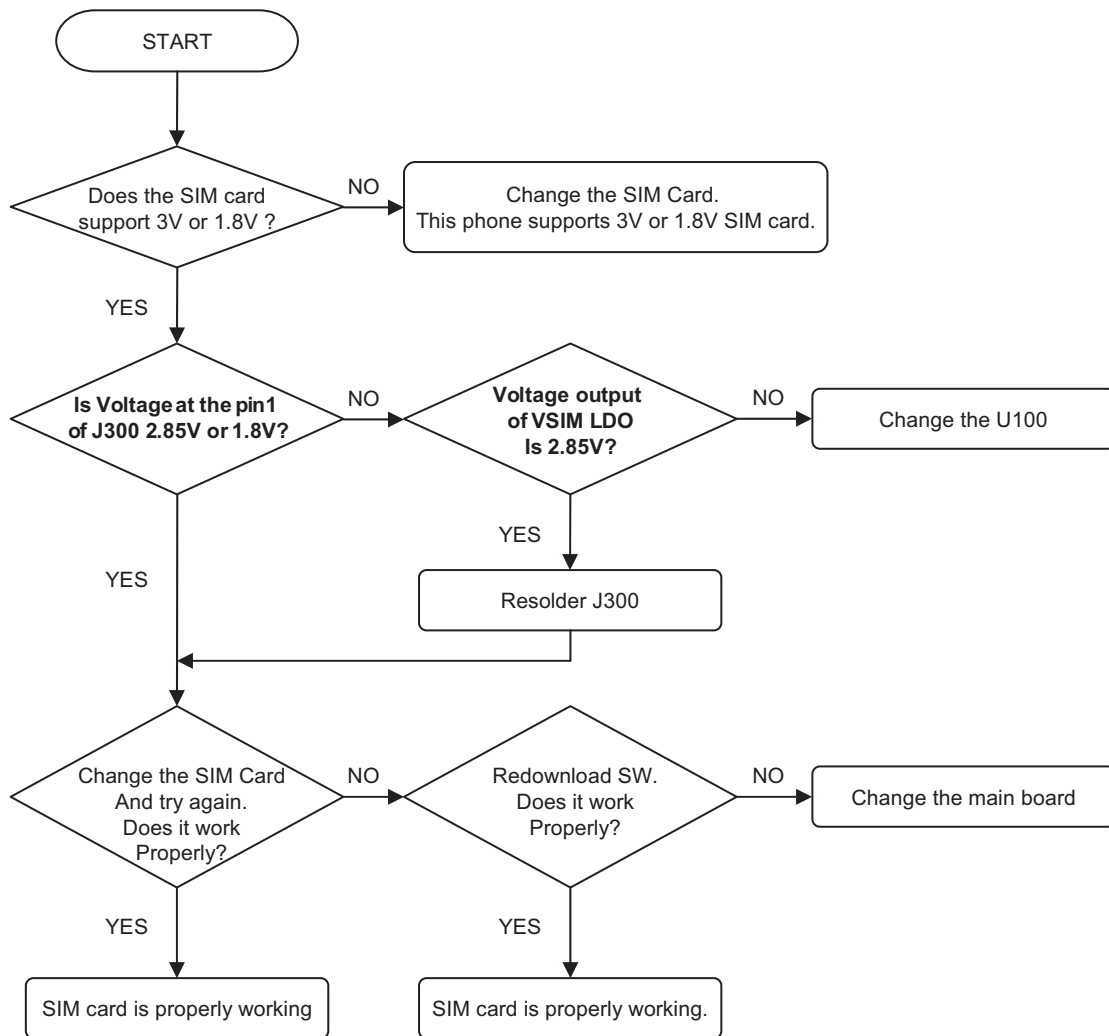 START
Does the SIM card
support 3V or 1.8V ?
NO
Change the SIM Card.
This phone supports 3V or 1.8V SIM card.
YES
Is Voltage at the pin1
of J300 2.85V or 1.8V?
NO
Voltage output
of VSIM LDO
Is 2.85V?
NO
Change the U100
YES
YES
Resolder J300
Change the SIM Card
And try again.
Does it work
Properly?
NO
Redownload SW.
Does it work
Properly?
NO
Change the main board
YES
YES
SIM card is properly working
SIM card is properly working.